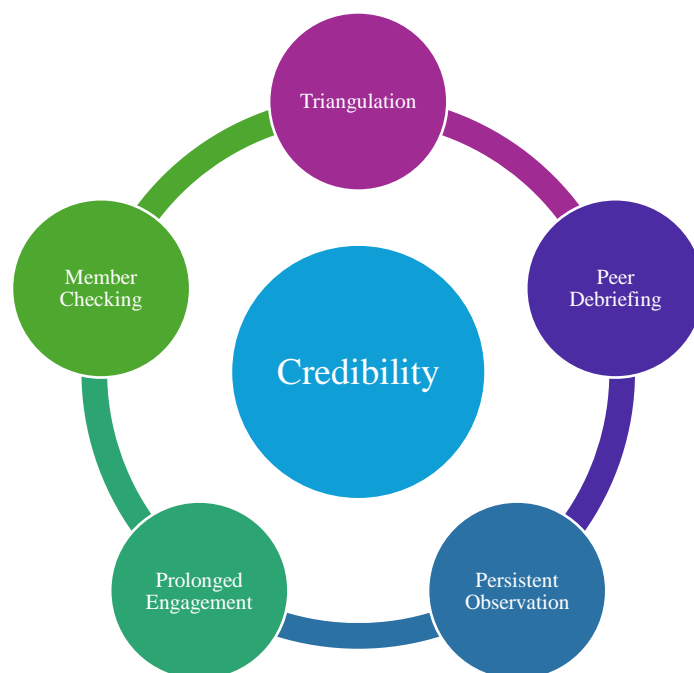 Triangulation
Peer
Debriefing
Persistent
Observation
Prolonged
Engagement
Member
Checking
Credibility